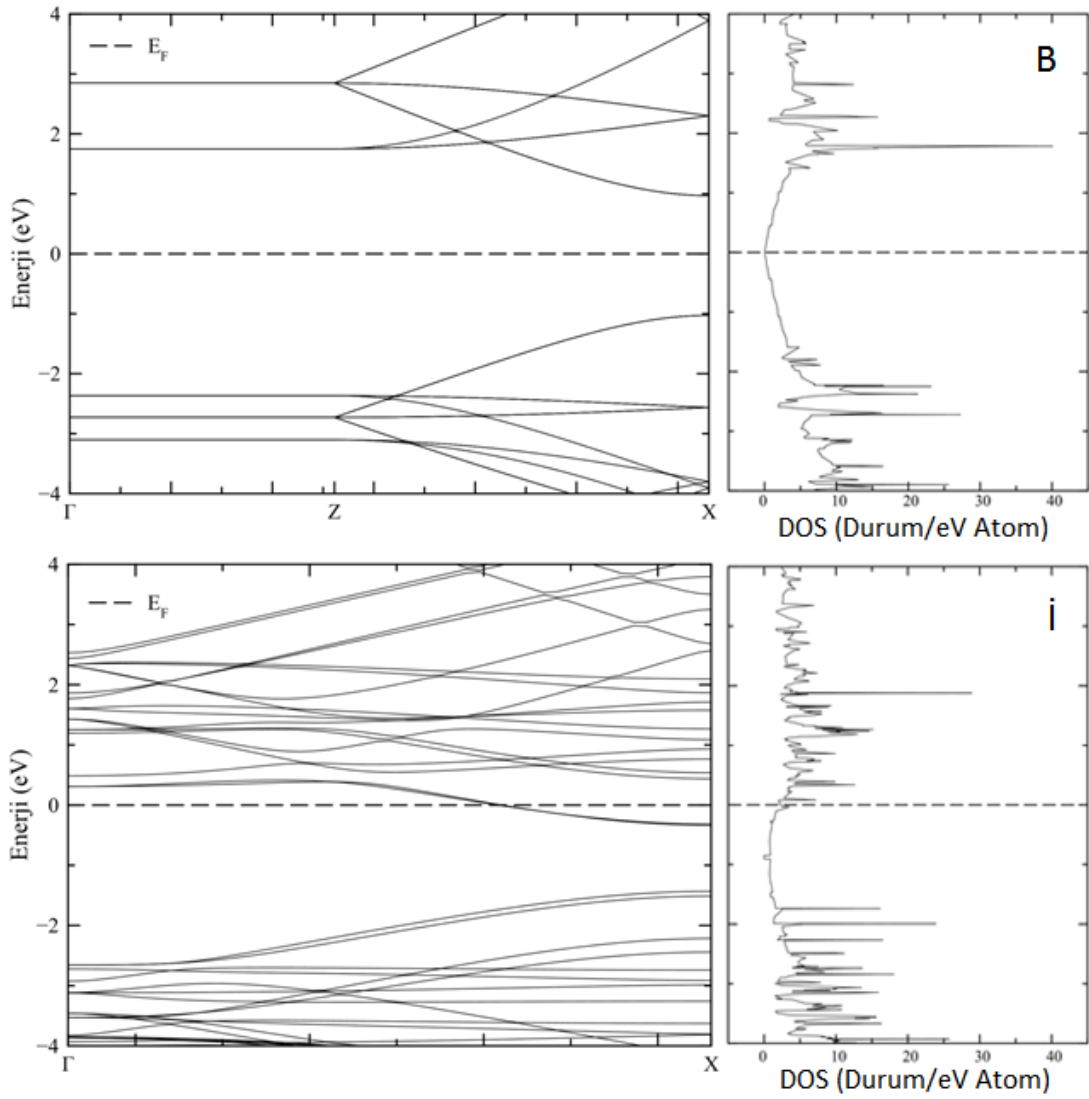 4
2
0
−2
−4
Enerji (eV)
E_F
Γ
Z
X
B
0
10
20
30
40
DOS (Durum/eV Atom)
4
2
0
−2
−4
Enerji (eV)
E_F
Γ
X
İ
0
10
20
30
40
DOS (Durum/eV Atom)